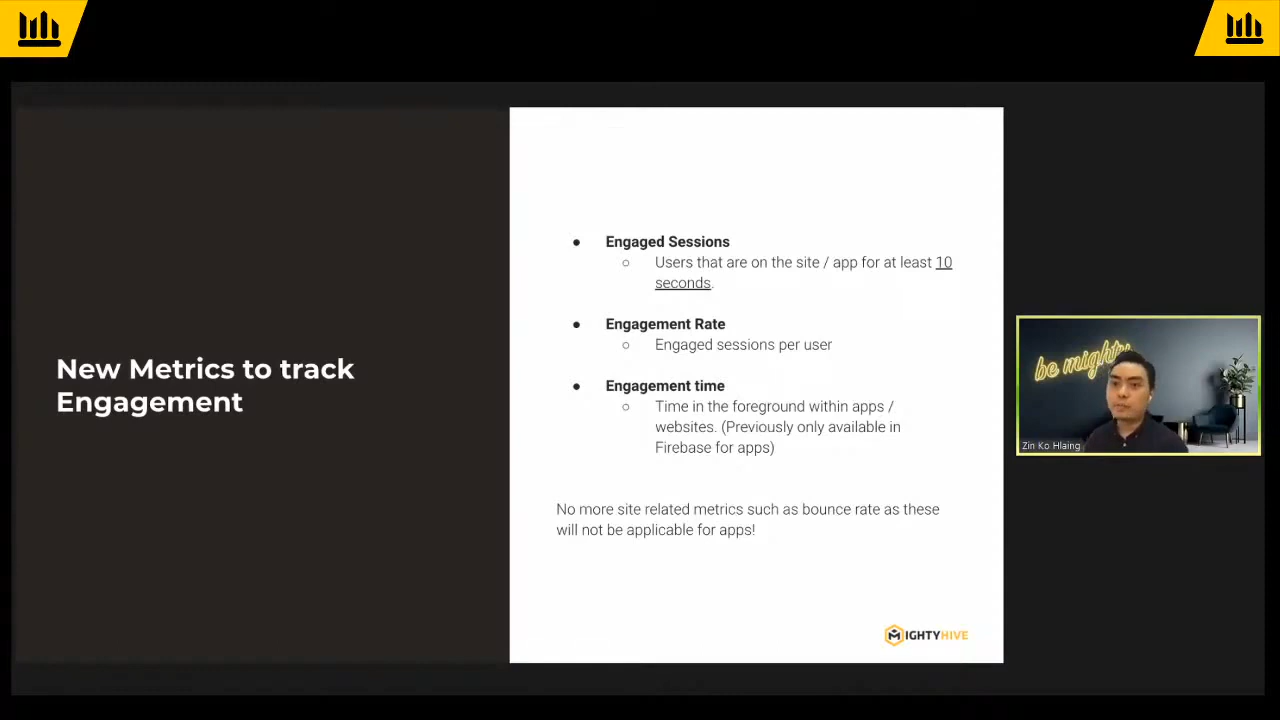 New Metrics to track
Engagement
● Engaged Sessions
○ Users that are on the site / app for at least 10
seconds.
● Engagement Rate
○ Engaged sessions per user
● Engagement time
○ Time in the foreground within apps /
websites. (Previously only available in
Firebase for apps)
No more site related metrics such as bounce rate as these
will not be applicable for apps!
MIGHTYHIVE
be mighty
Zin Ko Hlaing